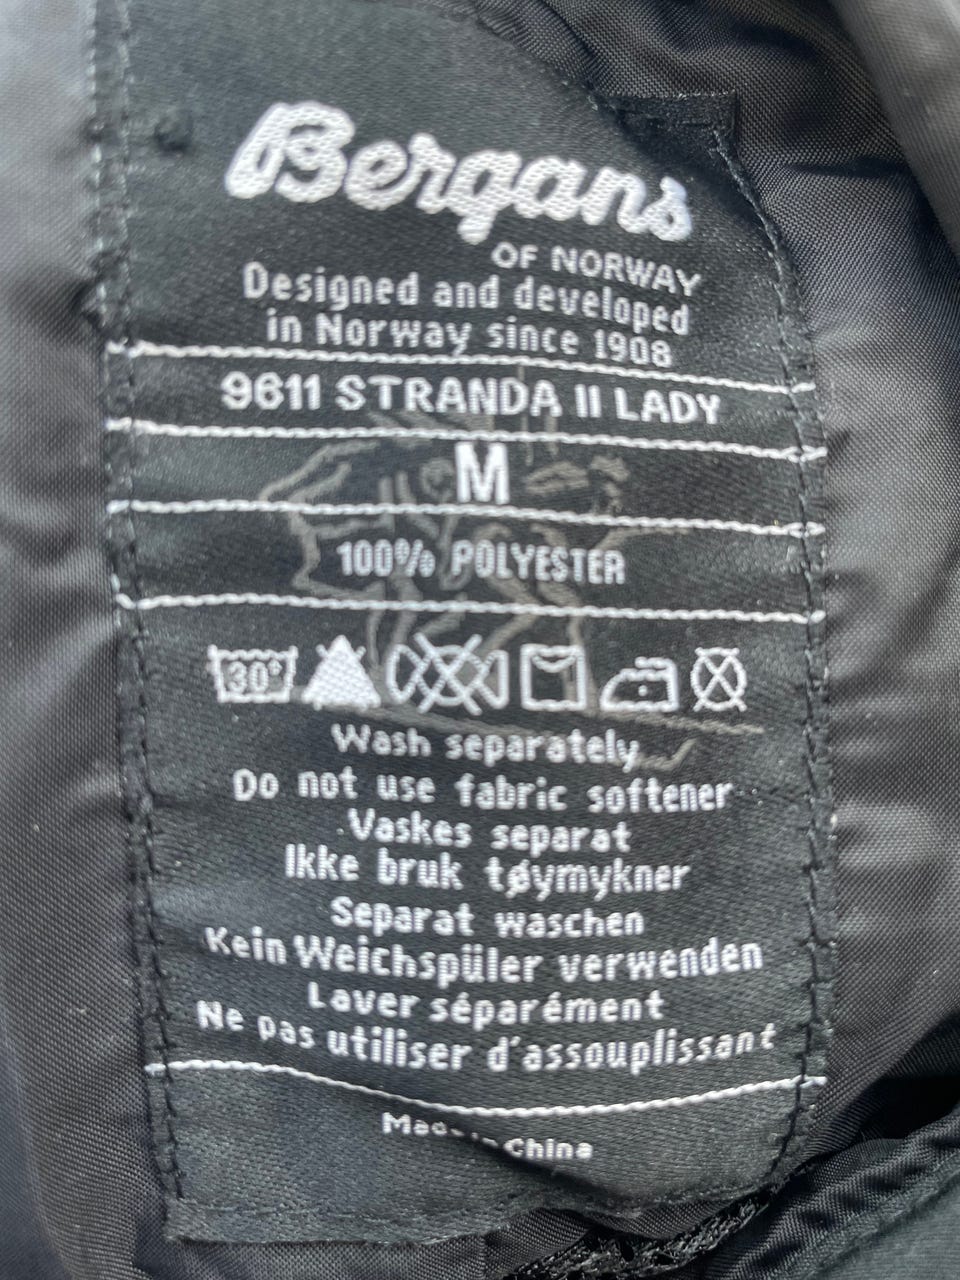 Bergans
OF NORWAY
Designed and developed
in Norway since 1908
9611 STRANDA II LADY
M
100% POLYESTER
30°
Wash separately
Do not use fabric softener
Vaskes separat
Ikke bruk tøymykner
Separat waschen
Kein Weichspüler verwenden
Laver séparément
Ne pas utiliser d'assouplissant
Made in China